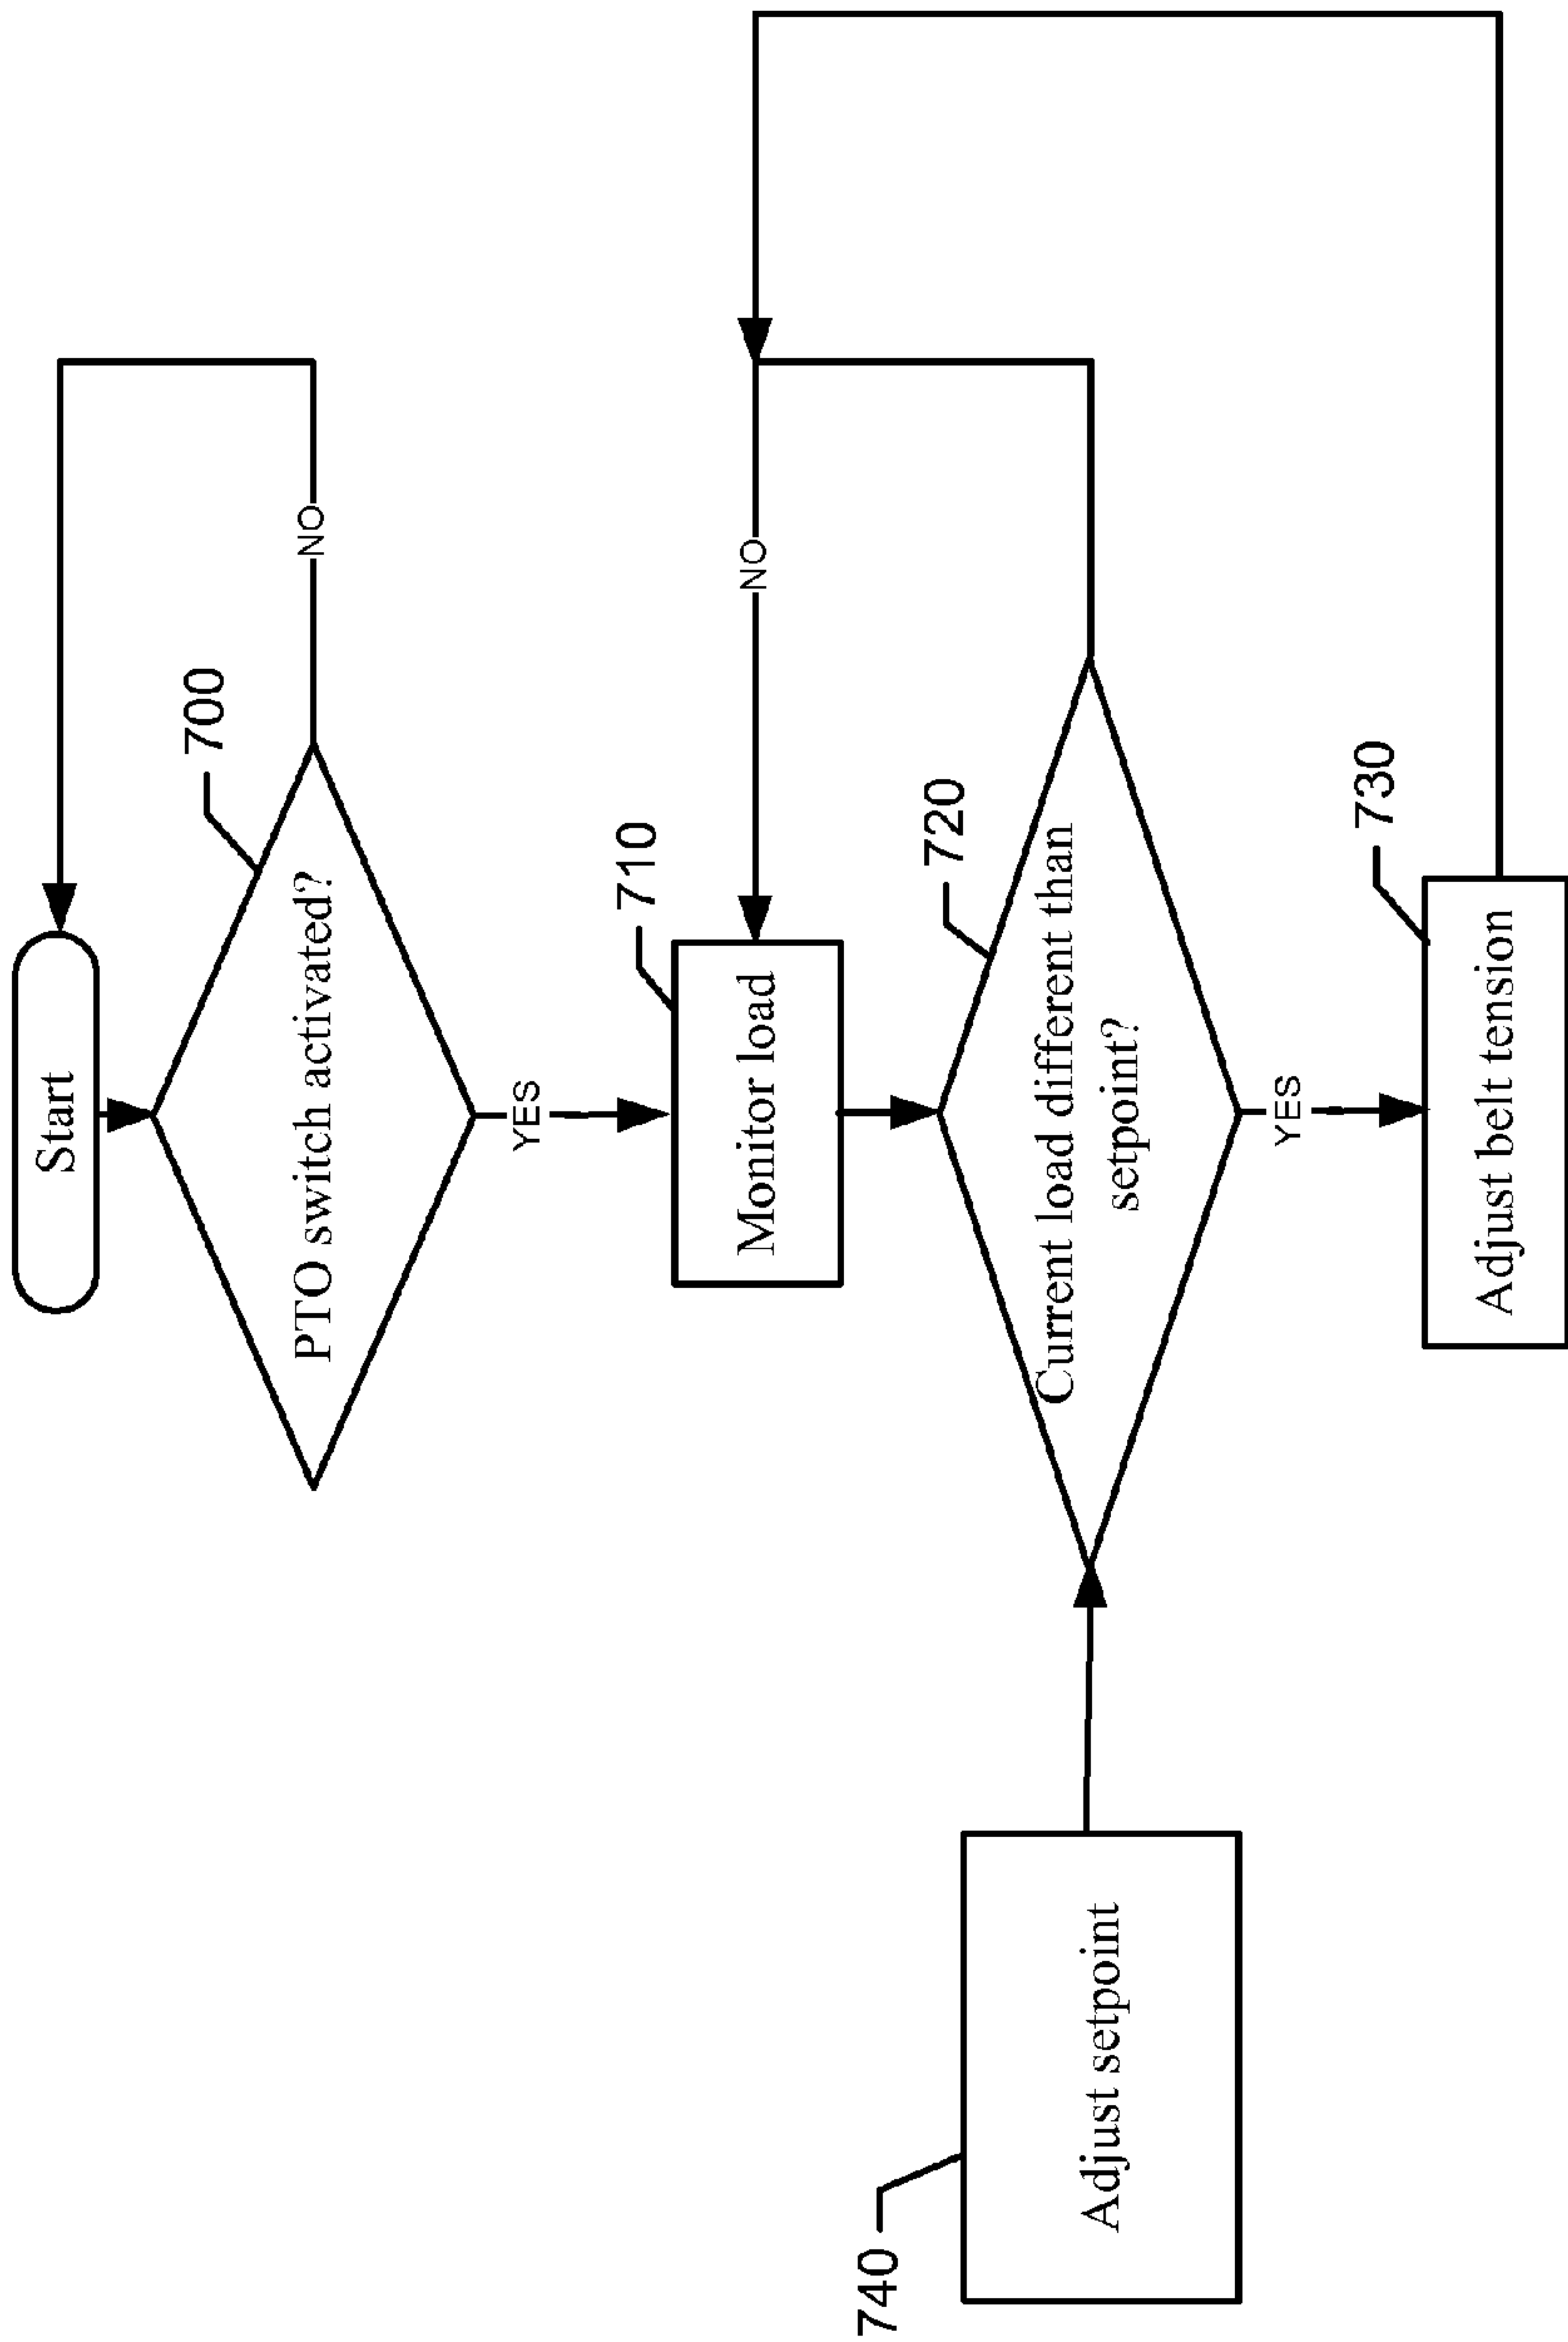 Start
700
PTO switch activated?
NO
YES
710
Monitor load
NO
720
Current load different than
setpoint?
YES
730
Adjust belt tension
740
Adjust setpoint